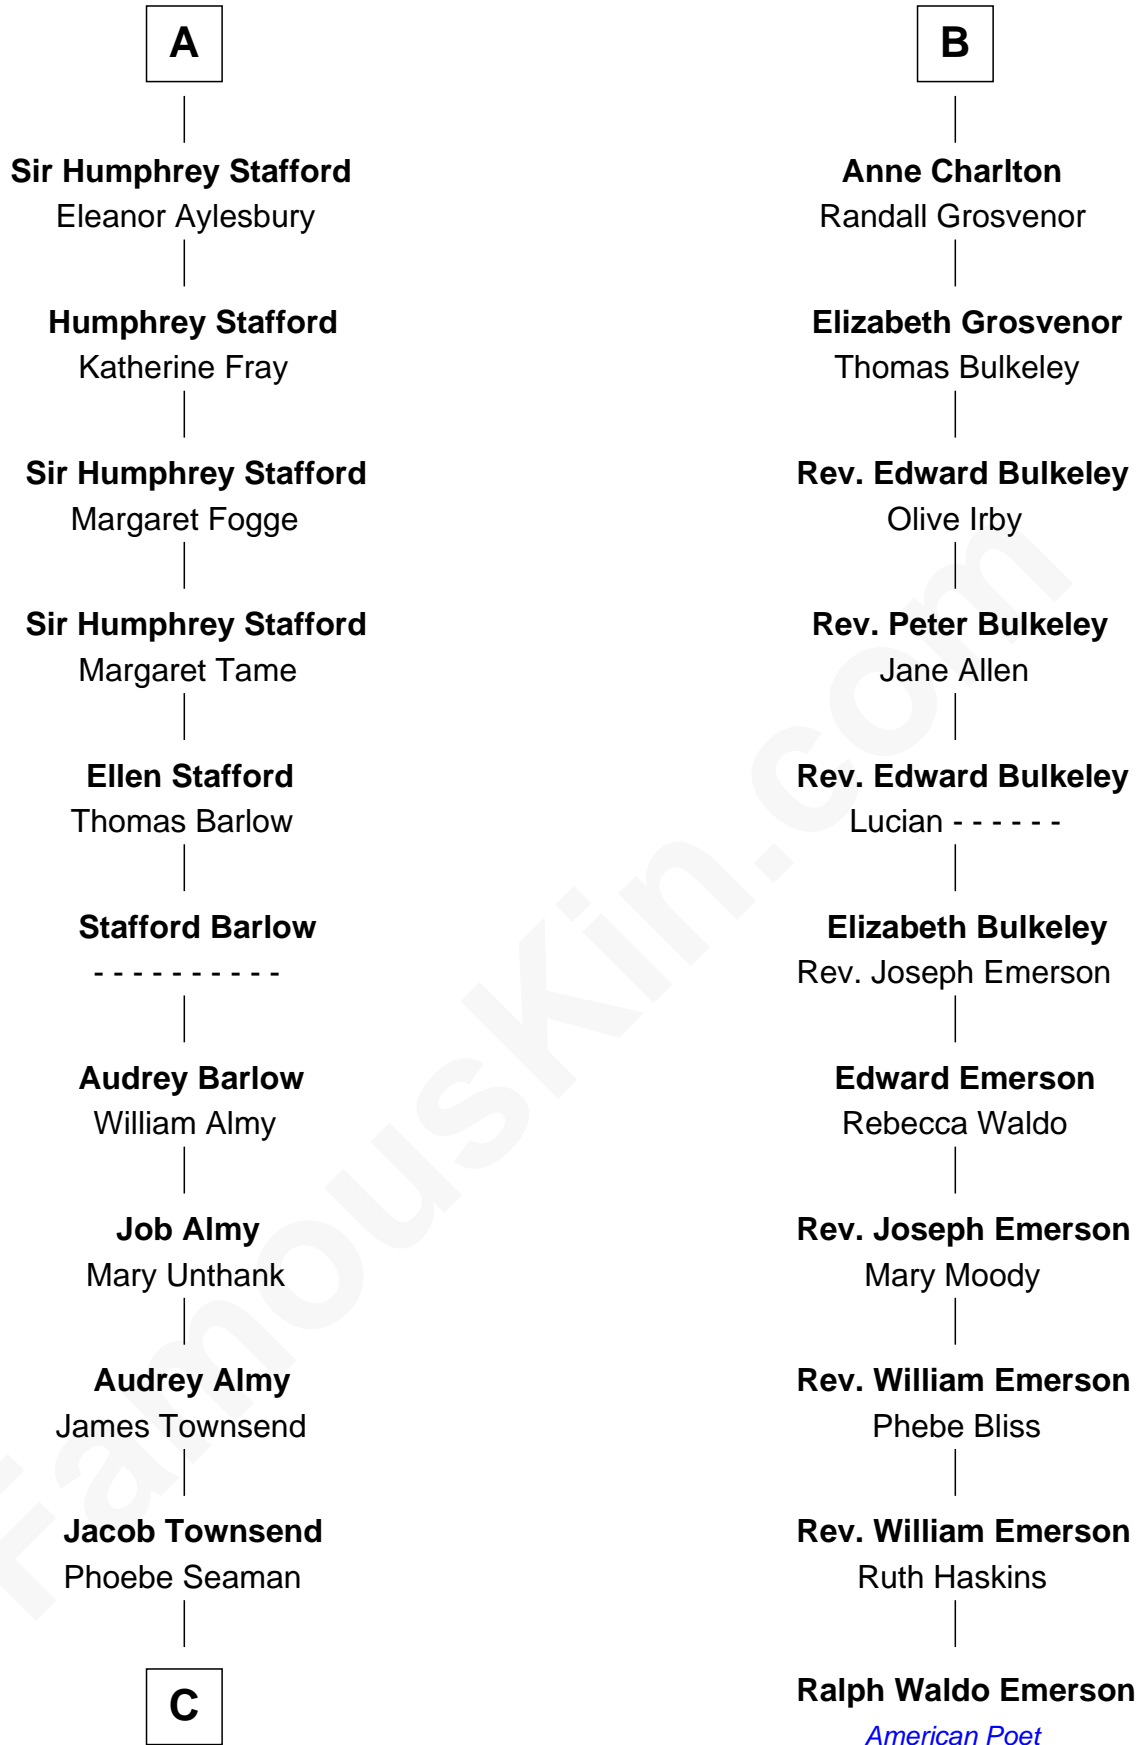 A
Sir Humphrey Stafford
Eleanor Aylesbury
Humphrey Stafford
Katherine Fray
Sir Humphrey Stafford
Margaret Fogge
Sir Humphrey Stafford
Margaret Tame
Ellen Stafford
Thomas Barlow
Stafford Barlow
- - - - - - - - - -
Audrey Barlow
William Almy
Job Almy
Mary Unthank
Audrey Almy
James Townsend
Jacob Townsend
Phoebe Seaman
C
B
Anne Charlton
Randall Grosvenor
Elizabeth Grosvenor
Thomas Bulkeley
Rev. Edward Bulkeley
Olive Irby
Rev. Peter Bulkeley
Jane Allen
Rev. Edward Bulkeley
Lucian - - - - - -
Elizabeth Bulkeley
Rev. Joseph Emerson
Edward Emerson
Rebecca Waldo
Rev. Joseph Emerson
Mary Moody
Rev. William Emerson
Phebe Bliss
Rev. William Emerson
Ruth Haskins
Ralph Waldo Emerson
American Poet
FamousKin.com